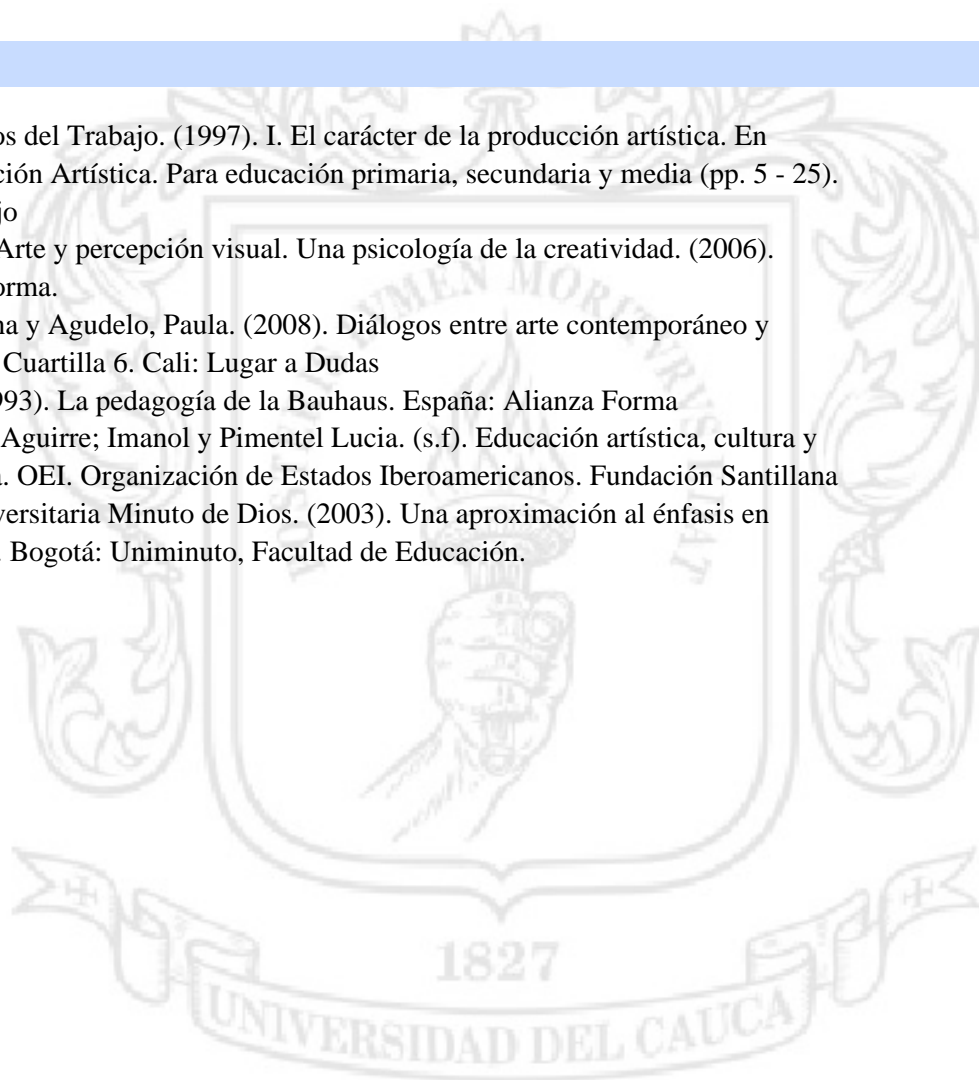 os del Trabajo. (1997). I. El carácter de la producción artística. En
ción Artística. Para educación primaria, secundaria y media (pp. 5 - 25).
jo
Arte y percepción visual. Una psicología de la creatividad. (2006).
orma.
na y Agudelo, Paula. (2008). Diálogos entre arte contemporáneo y
Cuartilla 6. Cali: Lugar a Dudas
993). La pedagogía de la Bauhaus. España: Alianza Forma
Aguirre; Imanol y Pimentel Lucia. (s.f). Educación artística, cultura y
a. OEI. Organización de Estados Iberoamericanos. Fundación Santillana
versitaria Minuto de Dios. (2003). Una aproximación al énfasis en
. Bogotá: Uniminuto, Facultad de Educación.
LUMEN MORITVRUS
1827
UNIVERSIDAD DEL CAUCA